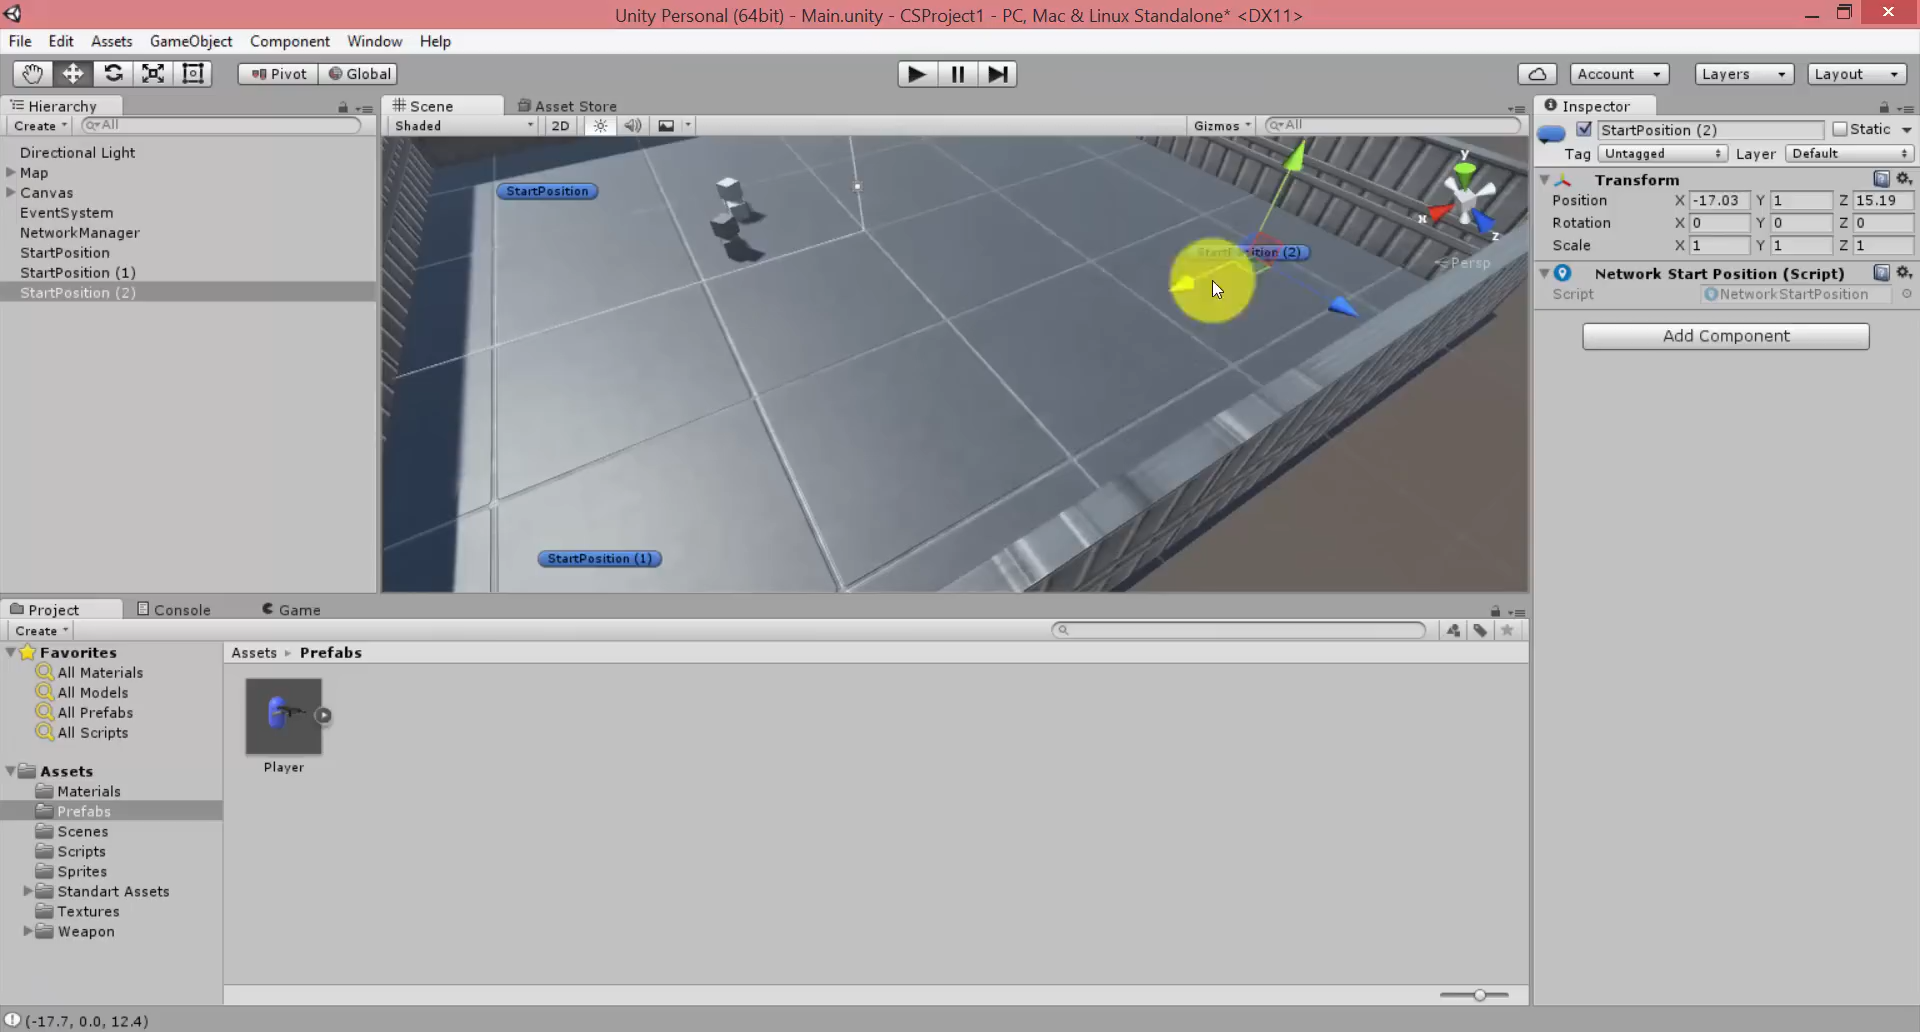 Unity Personal (64bit) - Main.unity - CSProject1 - PC, Mac & Linux Standalone* <DX11>
File Edit Assets GameObject Component Window Help
Pivot Global Account Layers Layout
Hierarchy
Create All
Directional Light
Map
Canvas
EventSystem
NetworkManager
StartPosition
StartPosition (1)
StartPosition (2)
Scene Asset Store
Shaded 2D Gizmos All
StartPosition
StartPosition (2)
StartPosition (1)
y
x
z
Persp
Inspector
StartPosition (2) Static
Tag Untagged Layer Default
Transform
Position X -17.03 Y 1 Z 15.19
Rotation X 0 Y 0 Z 0
Scale X 1 Y 1 Z 1
Network Start Position (Script)
Script NetworkStartPosition
Add Component
Project Console Game
Create
Favorites
All Materials
All Models
All Prefabs
All Scripts
Assets
Materials
Prefabs
Scenes
Scripts
Sprites
Standart Assets
Textures
Weapon
Assets Prefabs
Player
(-17.7, 0.0, 12.4)